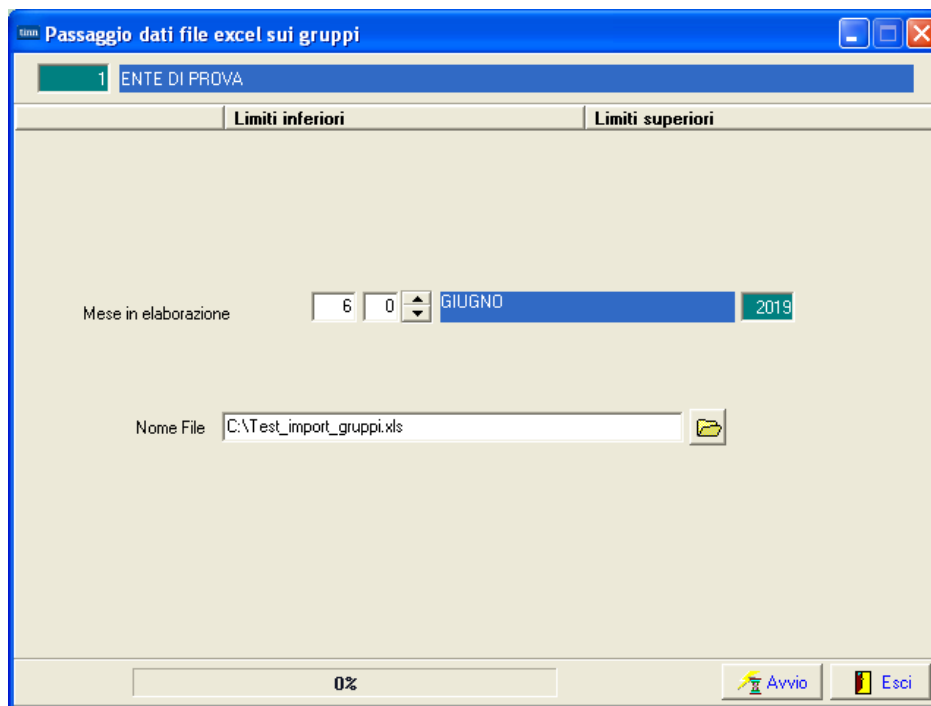 tinn Passaggio dati file excel sui gruppi
1 ENTE DI PROVA
Limiti inferiori Limiti superiori
Mese in elaborazione 6 0 GIUGNO 2019
Nome File C:\Test_import_gruppi.xls
0% Avvio Esci